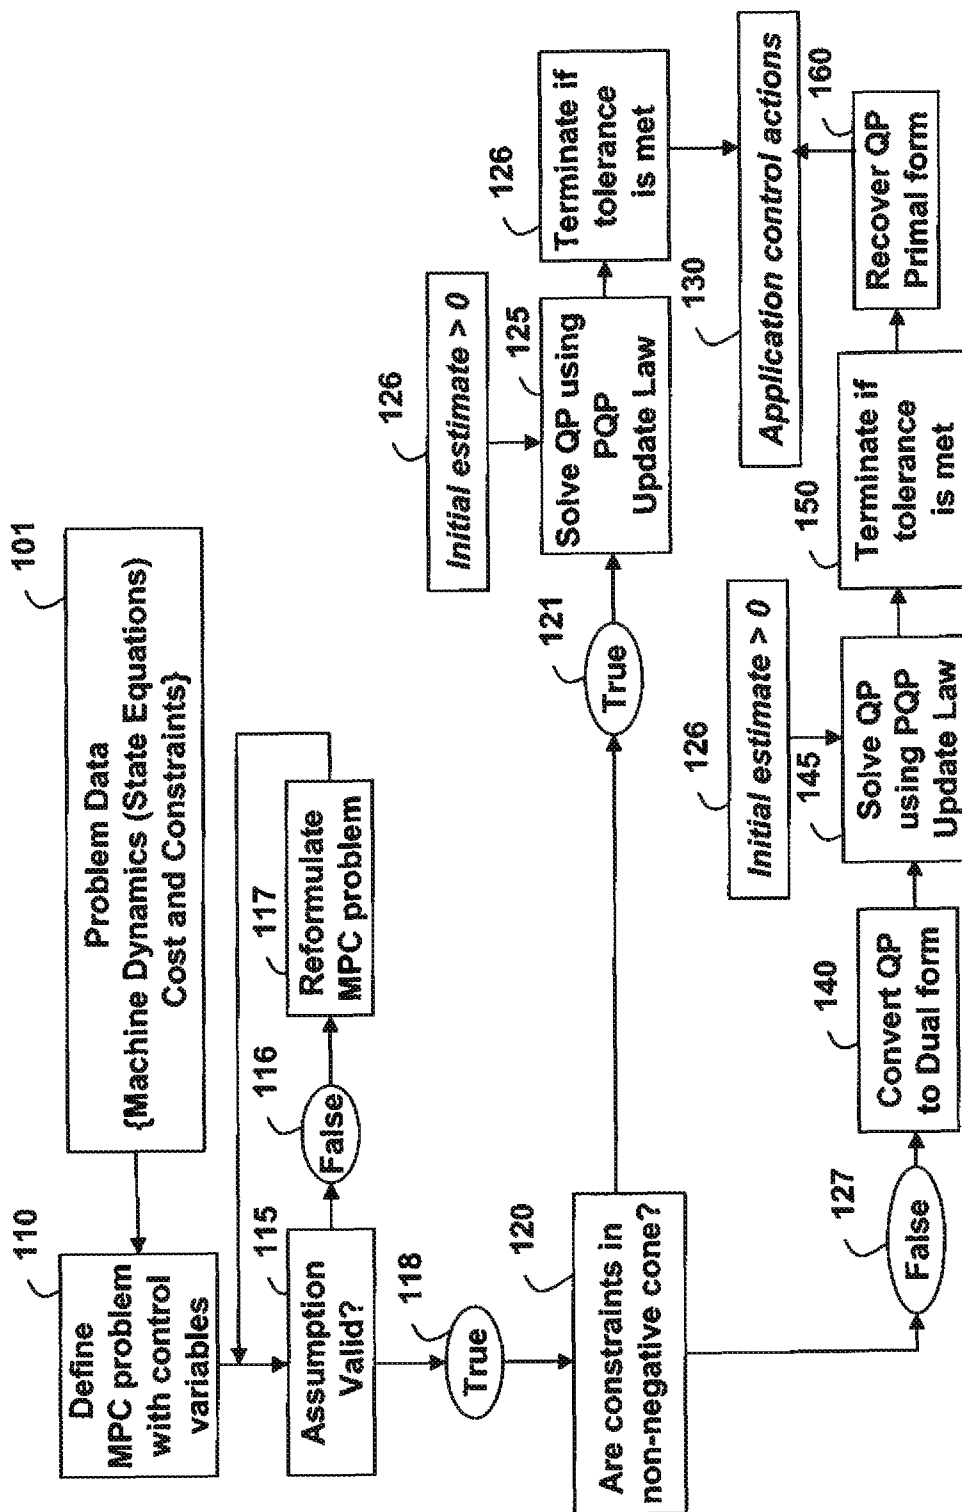 101
Problem Data
{Machine Dynamics (State Equations)
Cost and Constraints}
110
Define
MPC problem
with control
variables
115
Assumption
Valid?
116
False
117
Reformulate
MPC problem
118
True
120
Are constraints in
non-negative cone?
121
True
126
Initial estimate > 0
125
Solve QP using
PQP
Update Law
126
Terminate if
tolerance
is met
130
Application control actions
127
False
140
Convert QP
to Dual form
126
Initial estimate > 0
145
Solve QP
using PQP
Update Law
150
Terminate if
tolerance
is met
160
Recover QP
Primal form